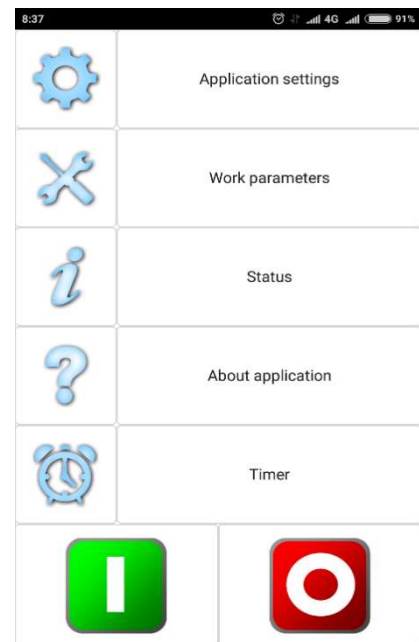 8:37 4G 91%
Application settings
Work parameters
Status
About application
Timer